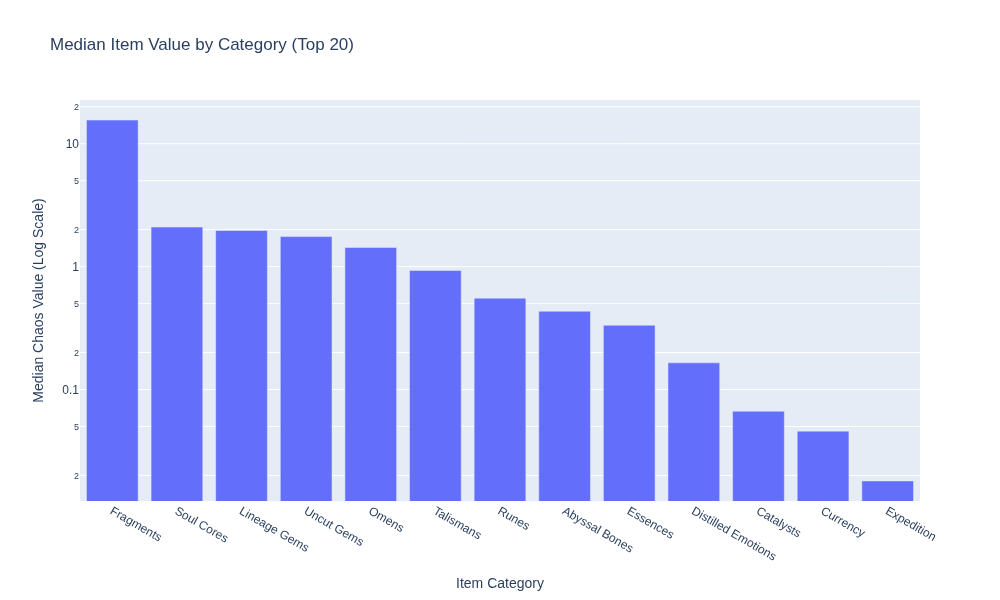 Median Item Value by Category (Top 20)
Median Chaos Value (Log Scale)
2
10
5
2
1
5
2
0.1
5
2
Fragments
Soul Cores
Lineage Gems
Uncut Gems
Omens
Talismans
Runes
Abyssal Bones
Essences
Distilled Emotions
Catalysts
Currency
Expedition
Item Category